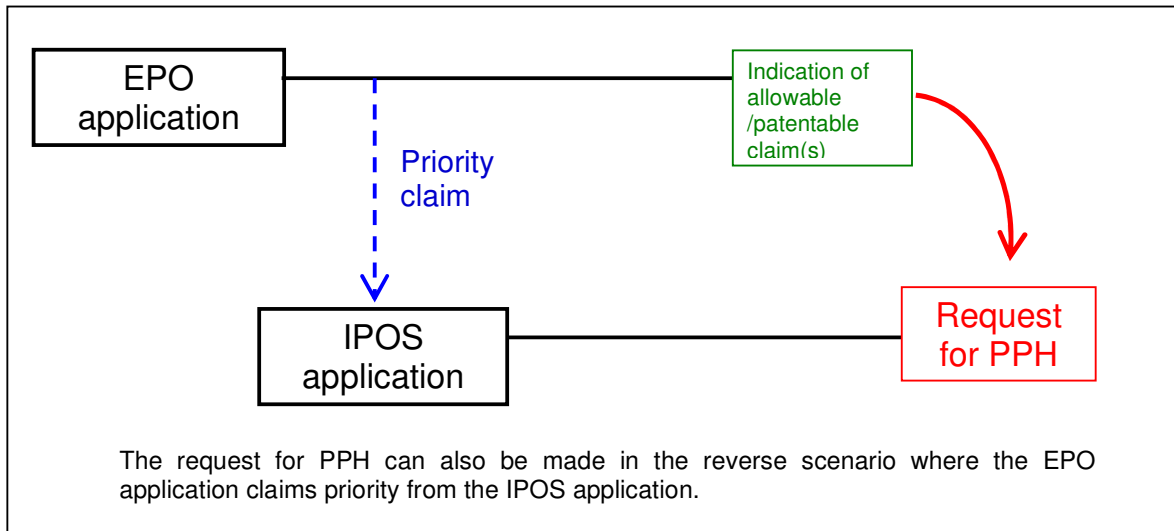 EPO
application
Indication of
allowable
/patentable
claim(s)
Priority
claim
IPOS
application
Request
for PPH
The request for PPH can also be made in the reverse scenario where the EPO
application claims priority from the IPOS application.